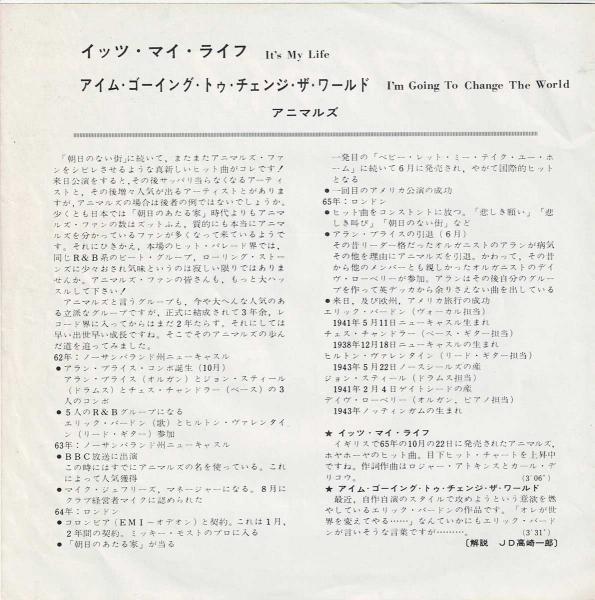 イッツ・マイ・ライフ It's My Life
アイム・ゴーイング・トゥ・チェンジ・ザ・ワールド I'm Going To Change The World
アニマルズ
「朝日のない街」に続いて、またまたアニマルズ・ファ
ンをシビレさせるような真新しいヒット曲がコレです！
来日公演をすると、その後サッパリ当らなくなるアーティ
ストと、その後増々人気が出るアーティストとがありま
すが、アニマルズの場合は後者の例ではないでしょうか。
少くとも日本では「朝日のあたる家」時代よりもアニマ
ルズ・ファンの数はズットふえ、質的にも本当にアニマ
ルズを分かっているファンが多くなって来ているようで
す。それにひきかえ、本場のヒット・パレード界では、
同じR＆B系のビート・グループ、ローリング・ストー
ンズに少々おされ気味というのは寂しい限りではありま
せんか。アニマルズ・ファンの皆さんも、もっと大ハッ
スルして下さい！
アニマルズと言うグループも、今や大へんな人気のあ
る立派なグループですが、正式に結成されて3年余、レ
コード界に入ってからはまだ2年たらず。それにしては
早い出世早い成長ですね。そこでそのアニマルズの歩ん
だ道を追ってみました。
62年：ノーサンバランド州ニューキャスル
●アラン・プライス・コンボ誕生（10月）
アラン・プライス（オルガン）とジョン・スティール
（ドラムス）とチェス・チャンドラー（ベース）の3
人のコンボ
●5人のR＆Bグループになる
エリック・バードン（歌）とヒルトン・ヴァレンタイ
ン（リード・ギター）参加
63年：ノーサンバランド州ニューキャスル
●BBC放送に出演
この時にはすでにアニマルズの名を使っている。これ
によって人気獲得
●マイク・ジェフリーズ、マネージャーになる。8月に
クラブ経営者マイクに認められた
64年：ロンドン
●コロンビア（EMI－オデオン）と契約。これは1月、
2年間の契約。ミッキー・モストのプロに入る
●「朝日のあたる家」が当る
一発目の「ベビー・レット・ミー・テイク・ユー・ホ
ーム」に続いて6月に発売され、やがて国際的ヒット
となる
●一回目のアメリカ公演の成功
65年：ロンドン
●ヒット曲をコンスタントに放つ。「悲しき願い」「悲
しき叫び」「朝日のない街」など
●アラン・プライスの引退（6月）
その昔リーダー格だったオルガニストのアランが病気
その他を理由にアニマルズを引退。かわって、その昔
から他のメンバーとも親しかったオルガニストのデイ
ヴ・ローベリーが参加。アランはその後自分のグルー
プを作って英デッカから余りさえない曲を出している
●来日、及び欧州、アメリカ旅行の成功
エリック・バードン（ヴォーカル担当）
1941年5月11日ニューキャスル生まれ
チェス・チャンドラー（ベース・ギター担当）
1938年12月18日ニューキャスルの生まれ
ヒルトン・ヴァレンタイン（リード・ギター担当）
1943年5月22日ノースシールズの産
ジョン・スティール（ドラムス担当）
1941年2月4日ゲイトシードの産
デイヴ・ローベリー（オルガン、ピアノ担当）
1943年ノッティンガムの生まれ
★イッツ・マイ・ライフ
イギリスで65年の10月の22日に発売されたアニマルズ、
ホヤホヤのヒット曲。目下ヒット・チャートを上昇中
ですね。作詞作曲はロジャー・アトキンスとカール・デ
リコウ。（3′06″）
★アイム・ゴーイング・トゥ・チェンジ・ザ・ワールド
最近、自作自演のスタイルで攻めようという意欲を燃
やしているエリック・バードンの作品です。「オレが世
界を変えてやる……」なんていかにもエリック・バード
ンが言いそうな言葉ですが………。（3′31″）
〔解説 JD高崎一郎〕